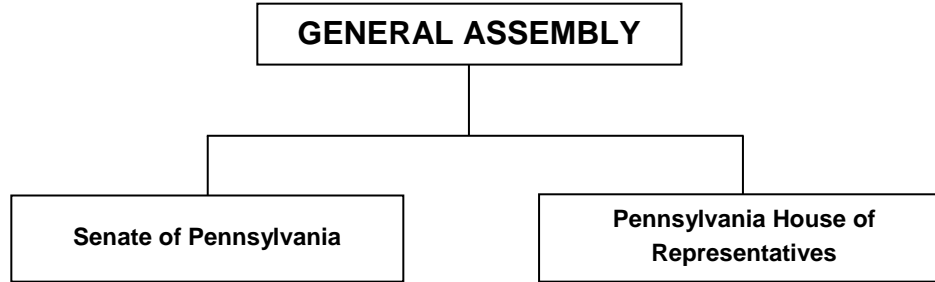 GENERAL ASSEMBLY
Senate of Pennsylvania
Pennsylvania House of
Representatives